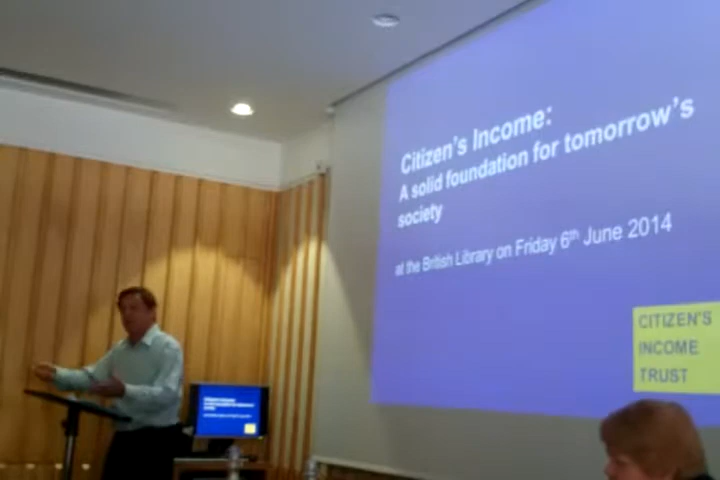 Citizen's Income:
A solid foundation for tomorrow's
society
at the British Library on Friday 6th June 2014
CITIZEN'S
INCOME
TRUST